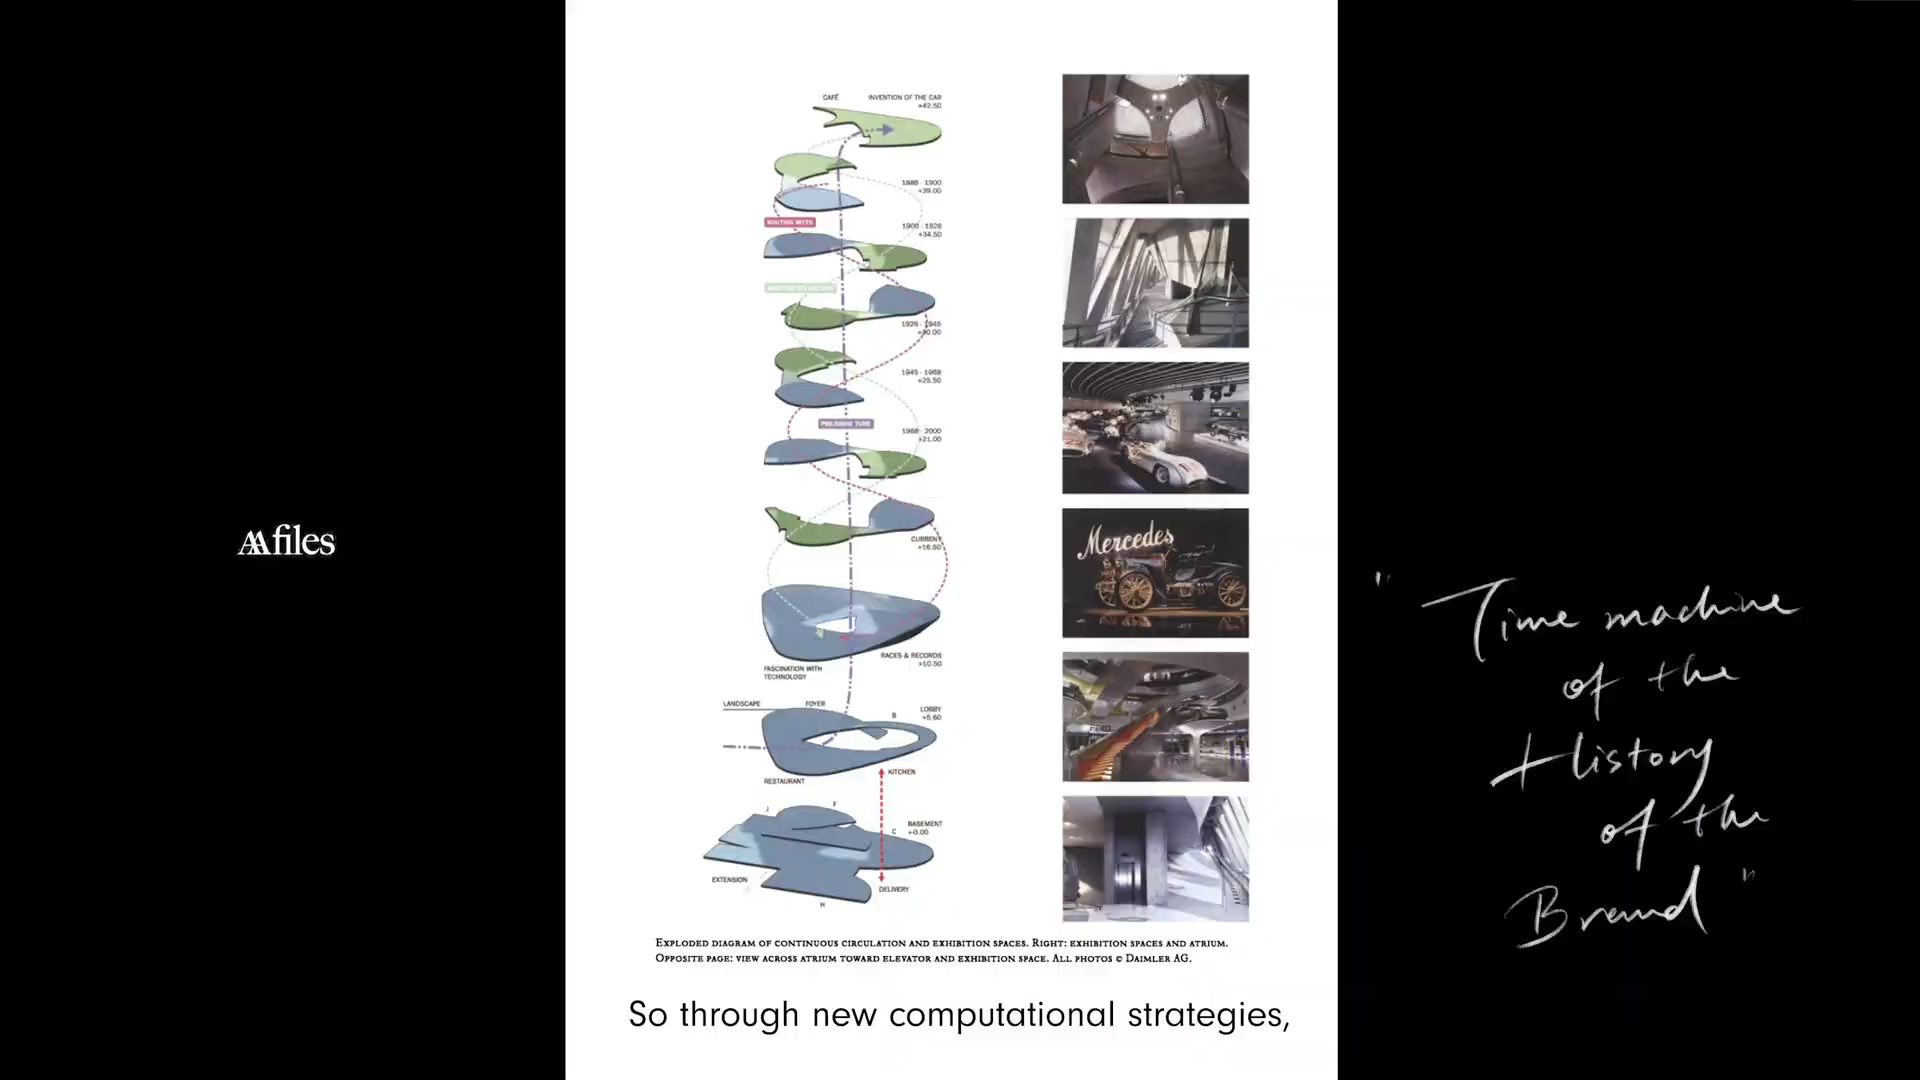 AAfiles
CAFÉ
INVENTION OF THE CAR
+42.50
1886 - 1900
+39.00
ROUTING MYTH
1900 - 1926
+34.50
1926 - 1945
+30.00
1945 - 1968
+25.50
1968 - 2000
+21.00
CURRENT
+16.50
RACES & RECORDS
+10.50
FASCINATION WITH
TECHNOLOGY
LANDSCAPE
FOYER
B
LOBBY
+5.60
RESTAURANT
KITCHEN
J
F
C
BASEMENT
+0.00
EXTENSION
DELIVERY
H
Mercedes
EXPLODED DIAGRAM OF CONTINUOUS CIRCULATION AND EXHIBITION SPACES. RIGHT: EXHIBITION SPACES AND ATRIUM.
OPPOSITE PAGE: VIEW ACROSS ATRIUM TOWARD ELEVATOR AND EXHIBITION SPACE. ALL PHOTOS © DAIMLER AG.
So through new computational strategies,
" Time machine
of the
History
of the
Brand "